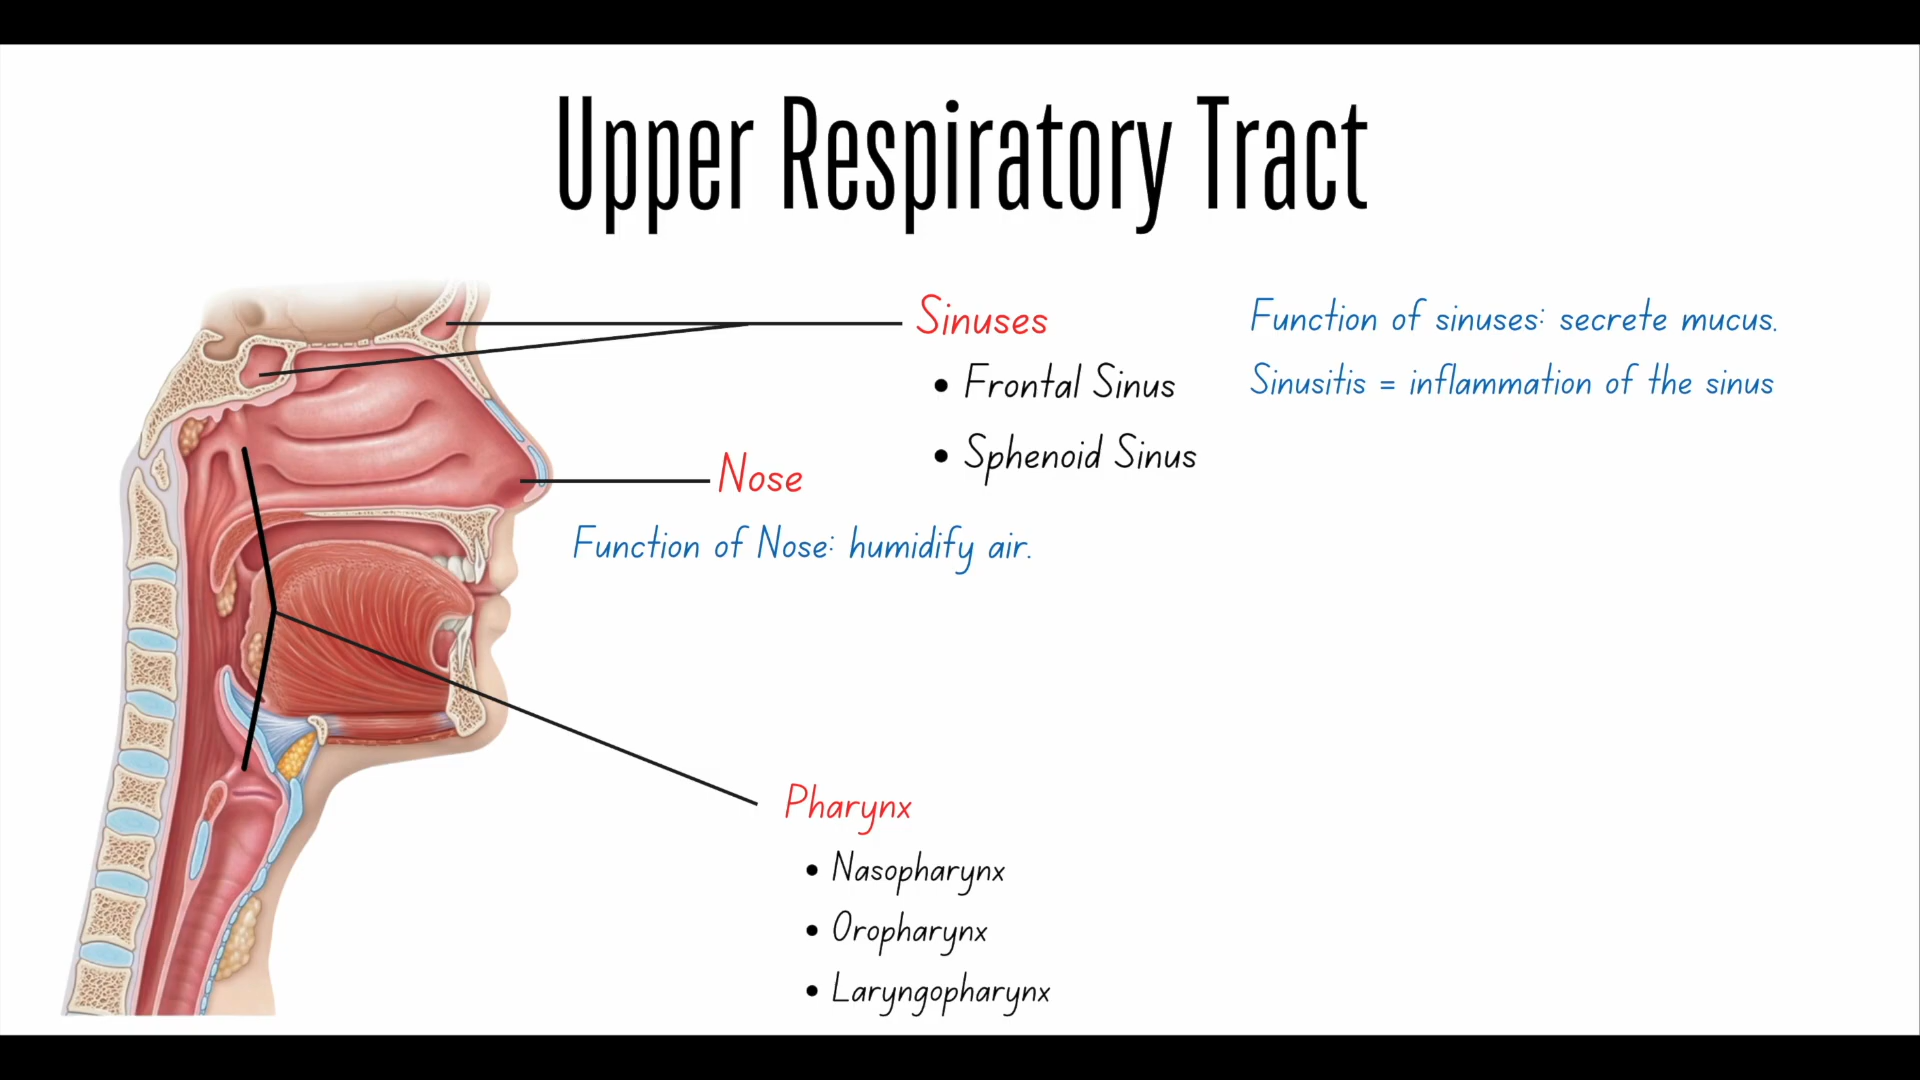 Upper Respiratory Tract
Sinuses
• Frontal Sinus
• Sphenoid Sinus
Function of sinuses: secrete mucus.
Sinusitis = inflammation of the sinus
Nose
Function of Nose: humidify air.
Pharynx
• Nasopharynx
• Oropharynx
• Laryngopharynx